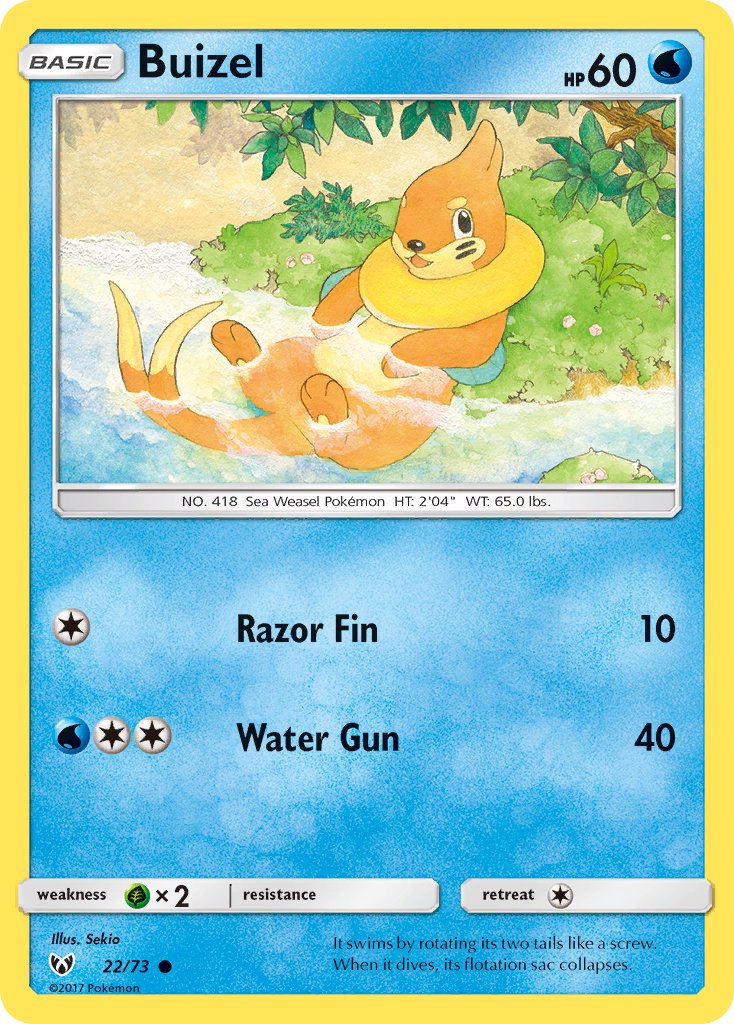 BASIC Buizel HP60
NO. 418 Sea Weasel Pokémon HT: 2'04" WT: 65.0 lbs.
Razor Fin 10
Water Gun 40
weakness ×2 resistance retreat
Illus. Sekio
22/73
©2017 Pokémon
It swims by rotating its two tails like a screw.
When it dives, its flotation sac collapses.